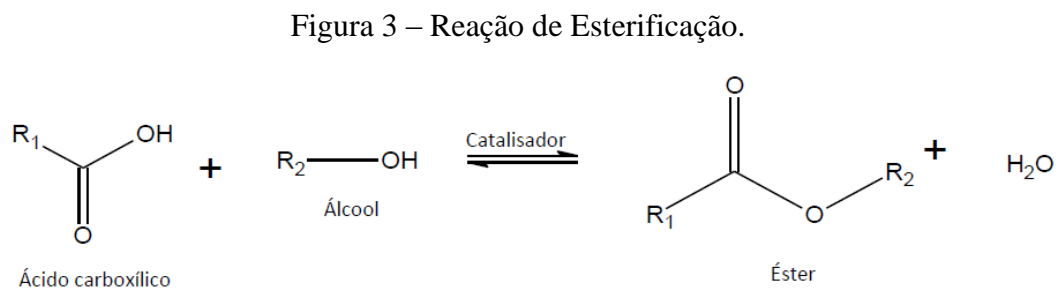 Figura 3 – Reação de Esterificação.
O
R₁ OH + R₂ OH Catalisador + H₂O
R₂
Álcool R₁ O
O
Ácido carboxílico Éster